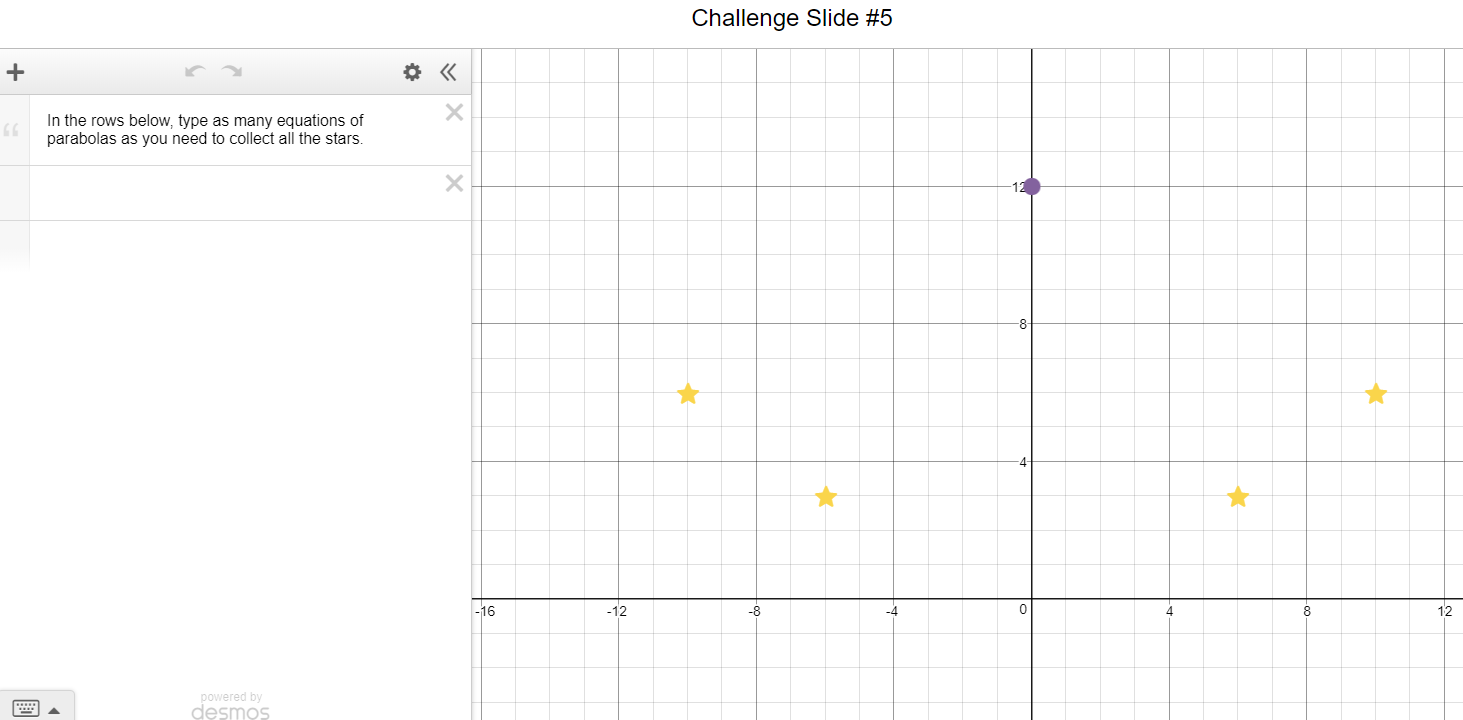 Challenge Slide #5
In the rows below, type as many equations of
parabolas as you need to collect all the stars.
12
8
4
-16 -12 -8 -4 0 4 8 12
powered by
desmos